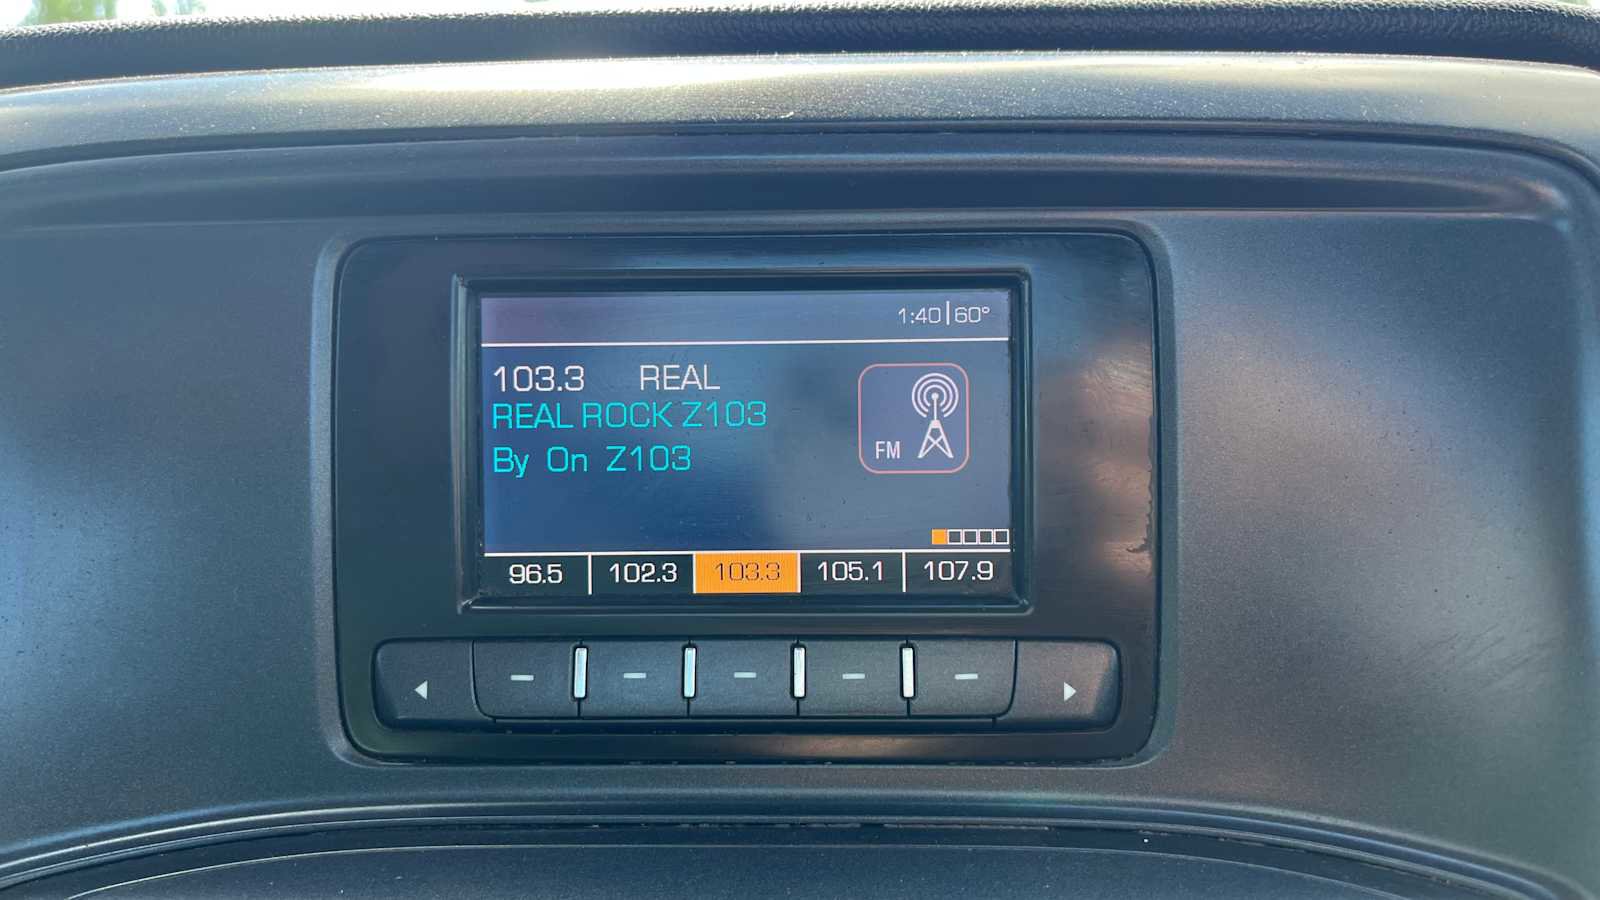 1:40 | 60°
103.3 REAL
REAL ROCK Z103
By On Z103
FM
96.5 102.3 103.3 105.1 107.9